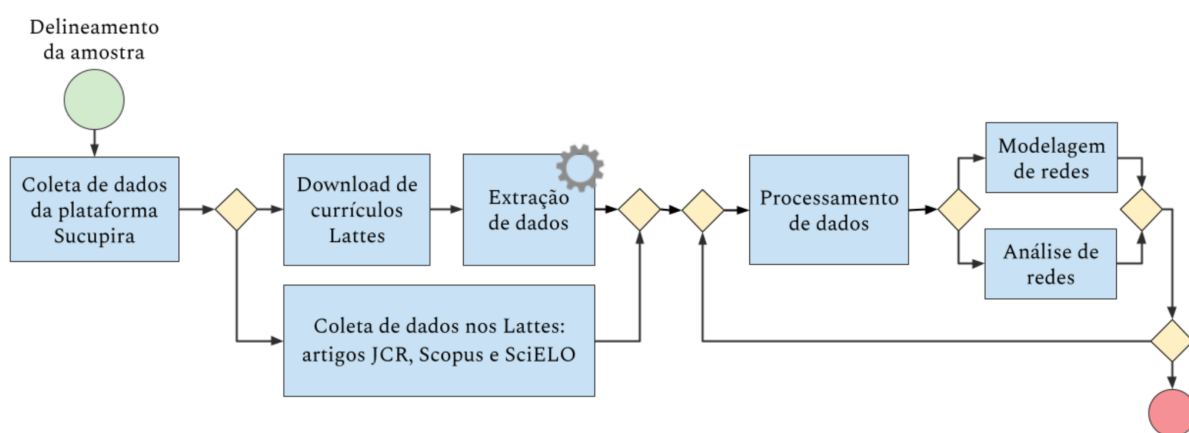 Delineamento
da amostra
Coleta de dados
da plataforma
Sucupira
Download de
currículos
Lattes
Extração
de dados
Coleta de dados nos Lattes:
artigos JCR, Scopus e SciELO
Processamento
de dados
Modelagem
de redes
Análise de
redes